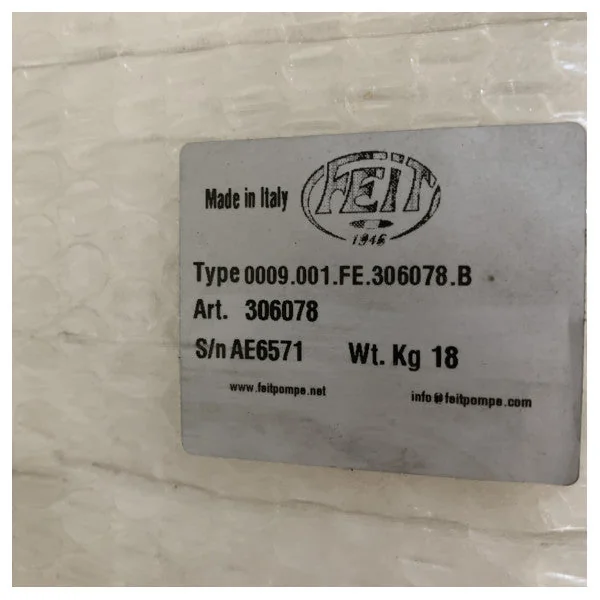 Made in Italy
FEIT
1946
Type 0009.001.FE.306078.B
Art. 306078
S/n AE6571 Wt. Kg 18
www.feitpompe.net
info@feitpompe.com